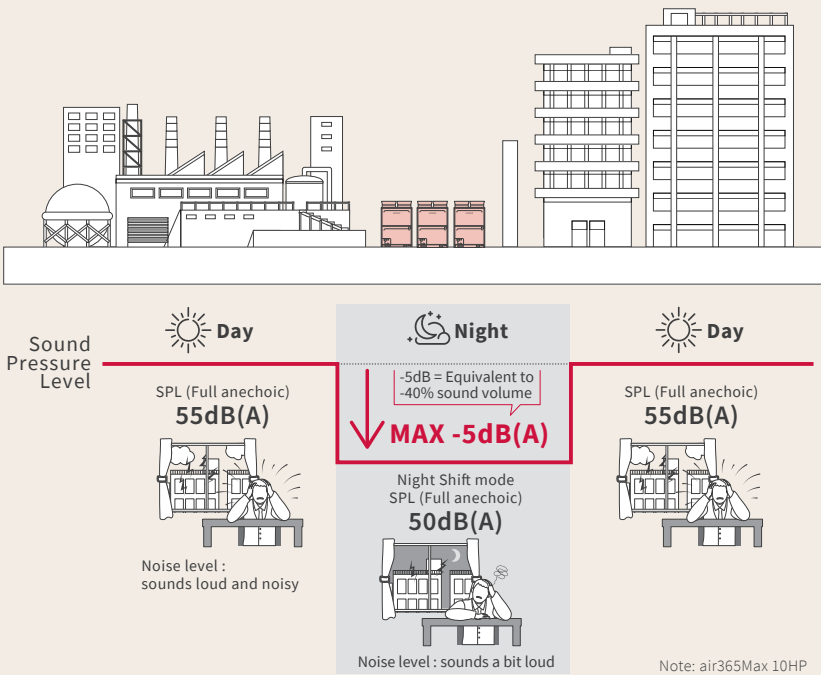 Day
Night
Day
Sound
Pressure
Level
SPL (Full anechoic)
55dB(A)
-5dB = Equivalent to
-40% sound volume
MAX -5dB(A)
SPL (Full anechoic)
55dB(A)
Night Shift mode
SPL (Full anechoic)
50dB(A)
Noise level :
sounds loud and noisy
Noise level : sounds a bit loud
Note: air365Max 10HP